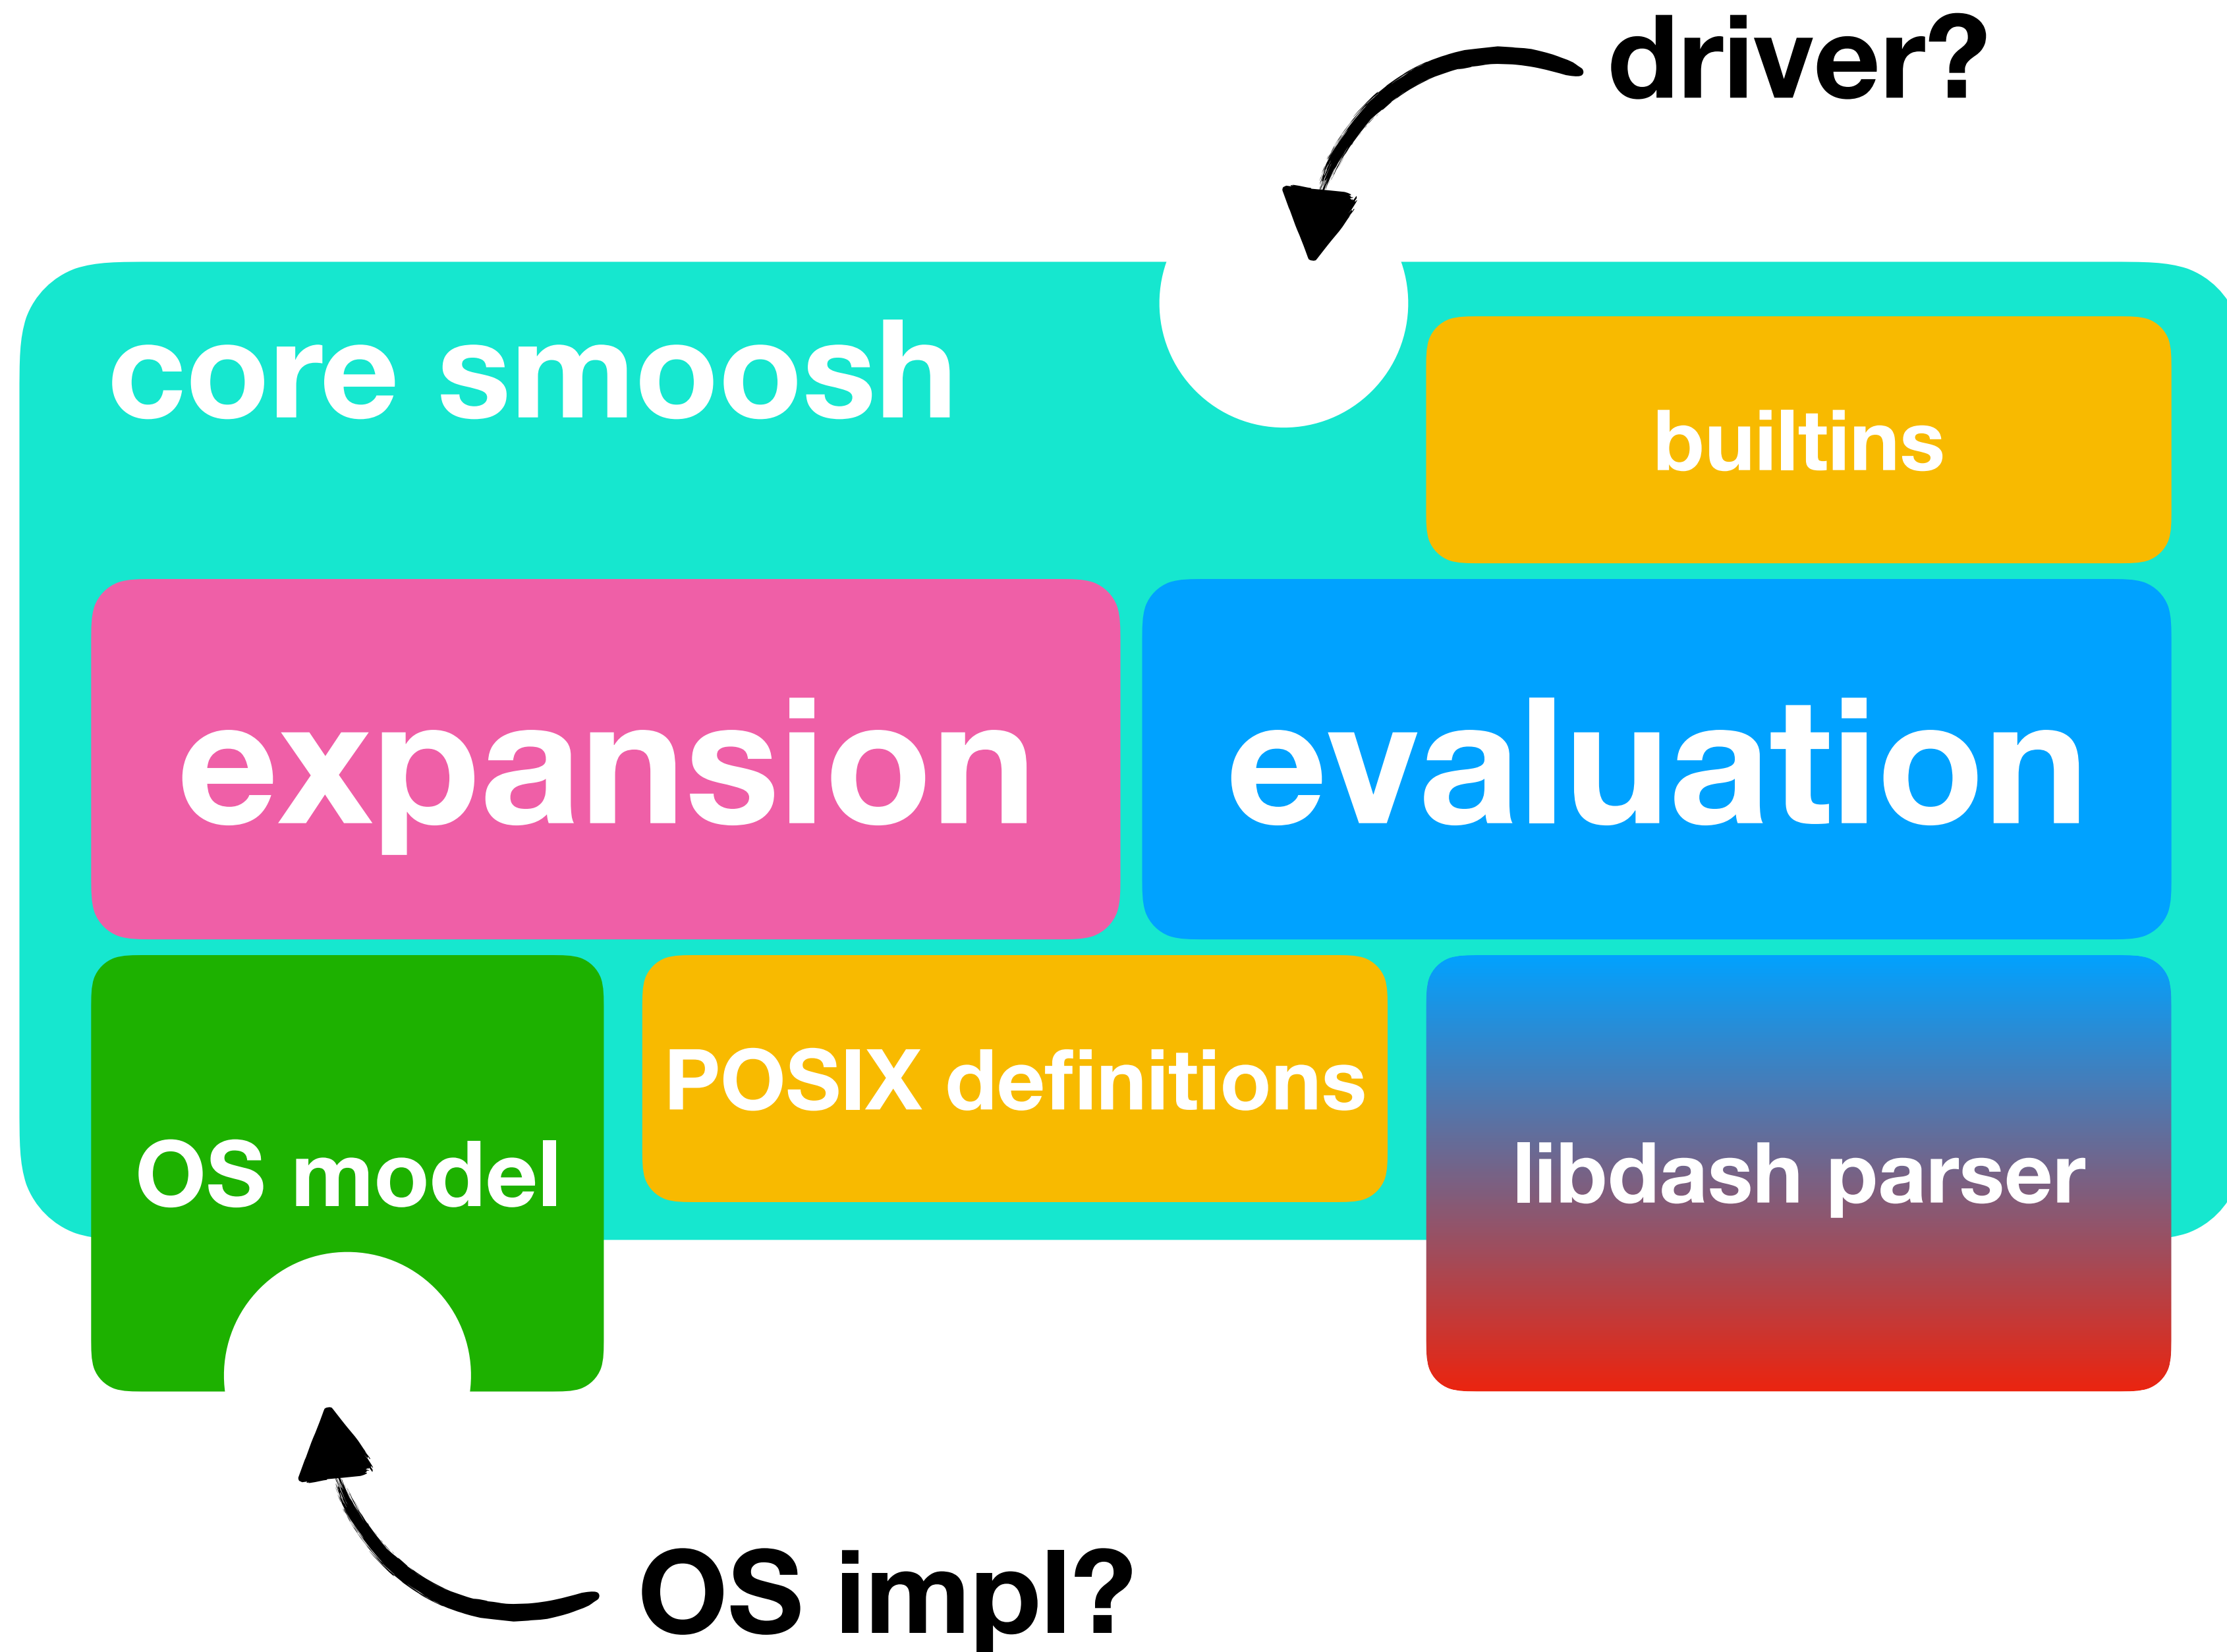 driver?
core smoosh
builtins
expansion
evaluation
POSIX definitions
OS model
libdash parser
OS impl?